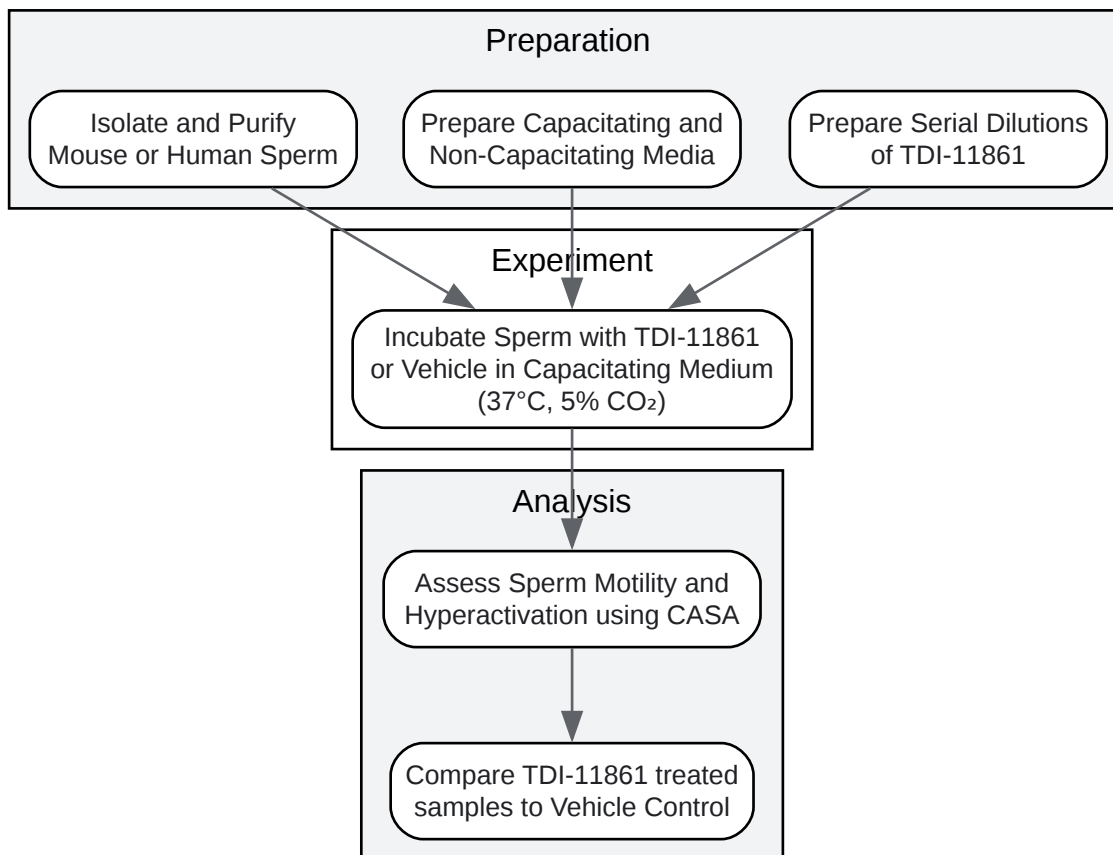 Preparation
Isolate and Purify
Mouse or Human Sperm
Prepare Capacitating and
Non-Capacitating Media
Prepare Serial Dilutions
of TDI-11861
Experiment
Incubate Sperm with TDI-11861
or Vehicle in Capacitating Medium
(37°C, 5% CO₂)
Analysis
Assess Sperm Motility and
Hyperactivation using CASA
Compare TDI-11861 treated
samples to Vehicle Control